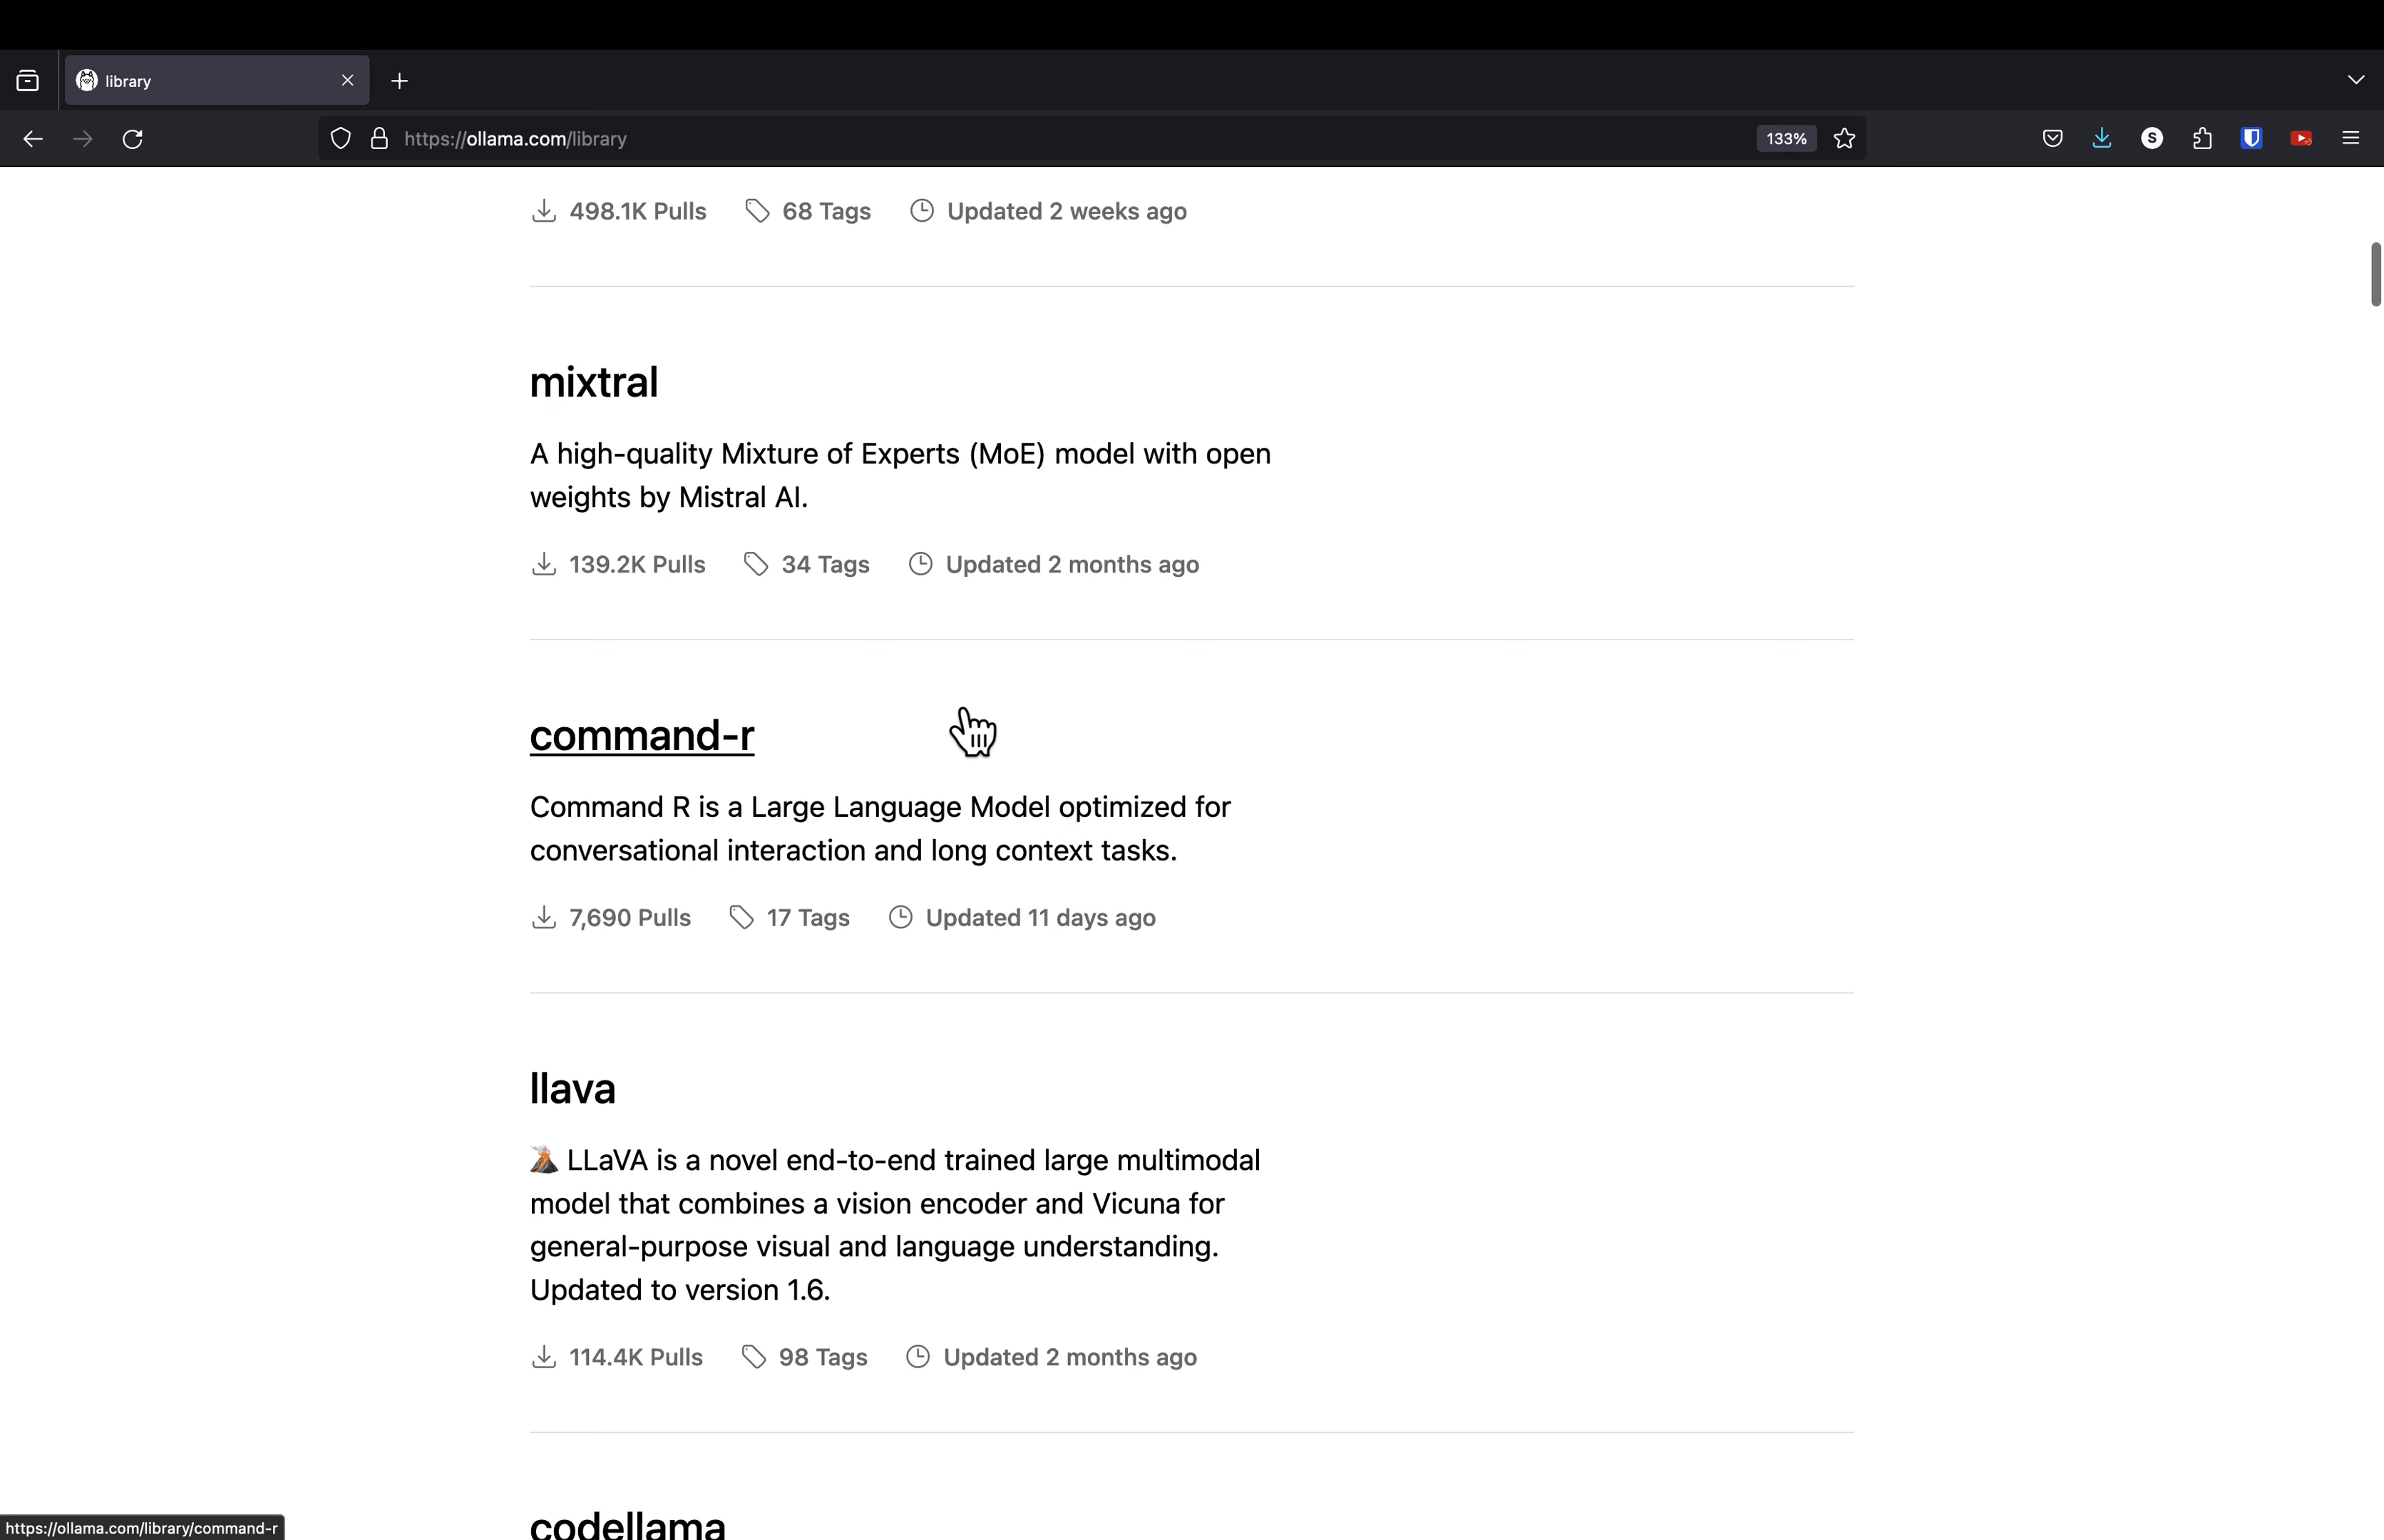 library
https://ollama.com/library
133%
S
498.1K Pulls 68 Tags Updated 2 weeks ago
mixtral
A high-quality Mixture of Experts (MoE) model with open
weights by Mistral AI.
139.2K Pulls 34 Tags Updated 2 months ago
command-r
Command R is a Large Language Model optimized for
conversational interaction and long context tasks.
7,690 Pulls 17 Tags Updated 11 days ago
llava
🌋 LLaVA is a novel end-to-end trained large multimodal
model that combines a vision encoder and Vicuna for
general-purpose visual and language understanding.
Updated to version 1.6.
114.4K Pulls 98 Tags Updated 2 months ago
codellama
https://ollama.com/library/command-r